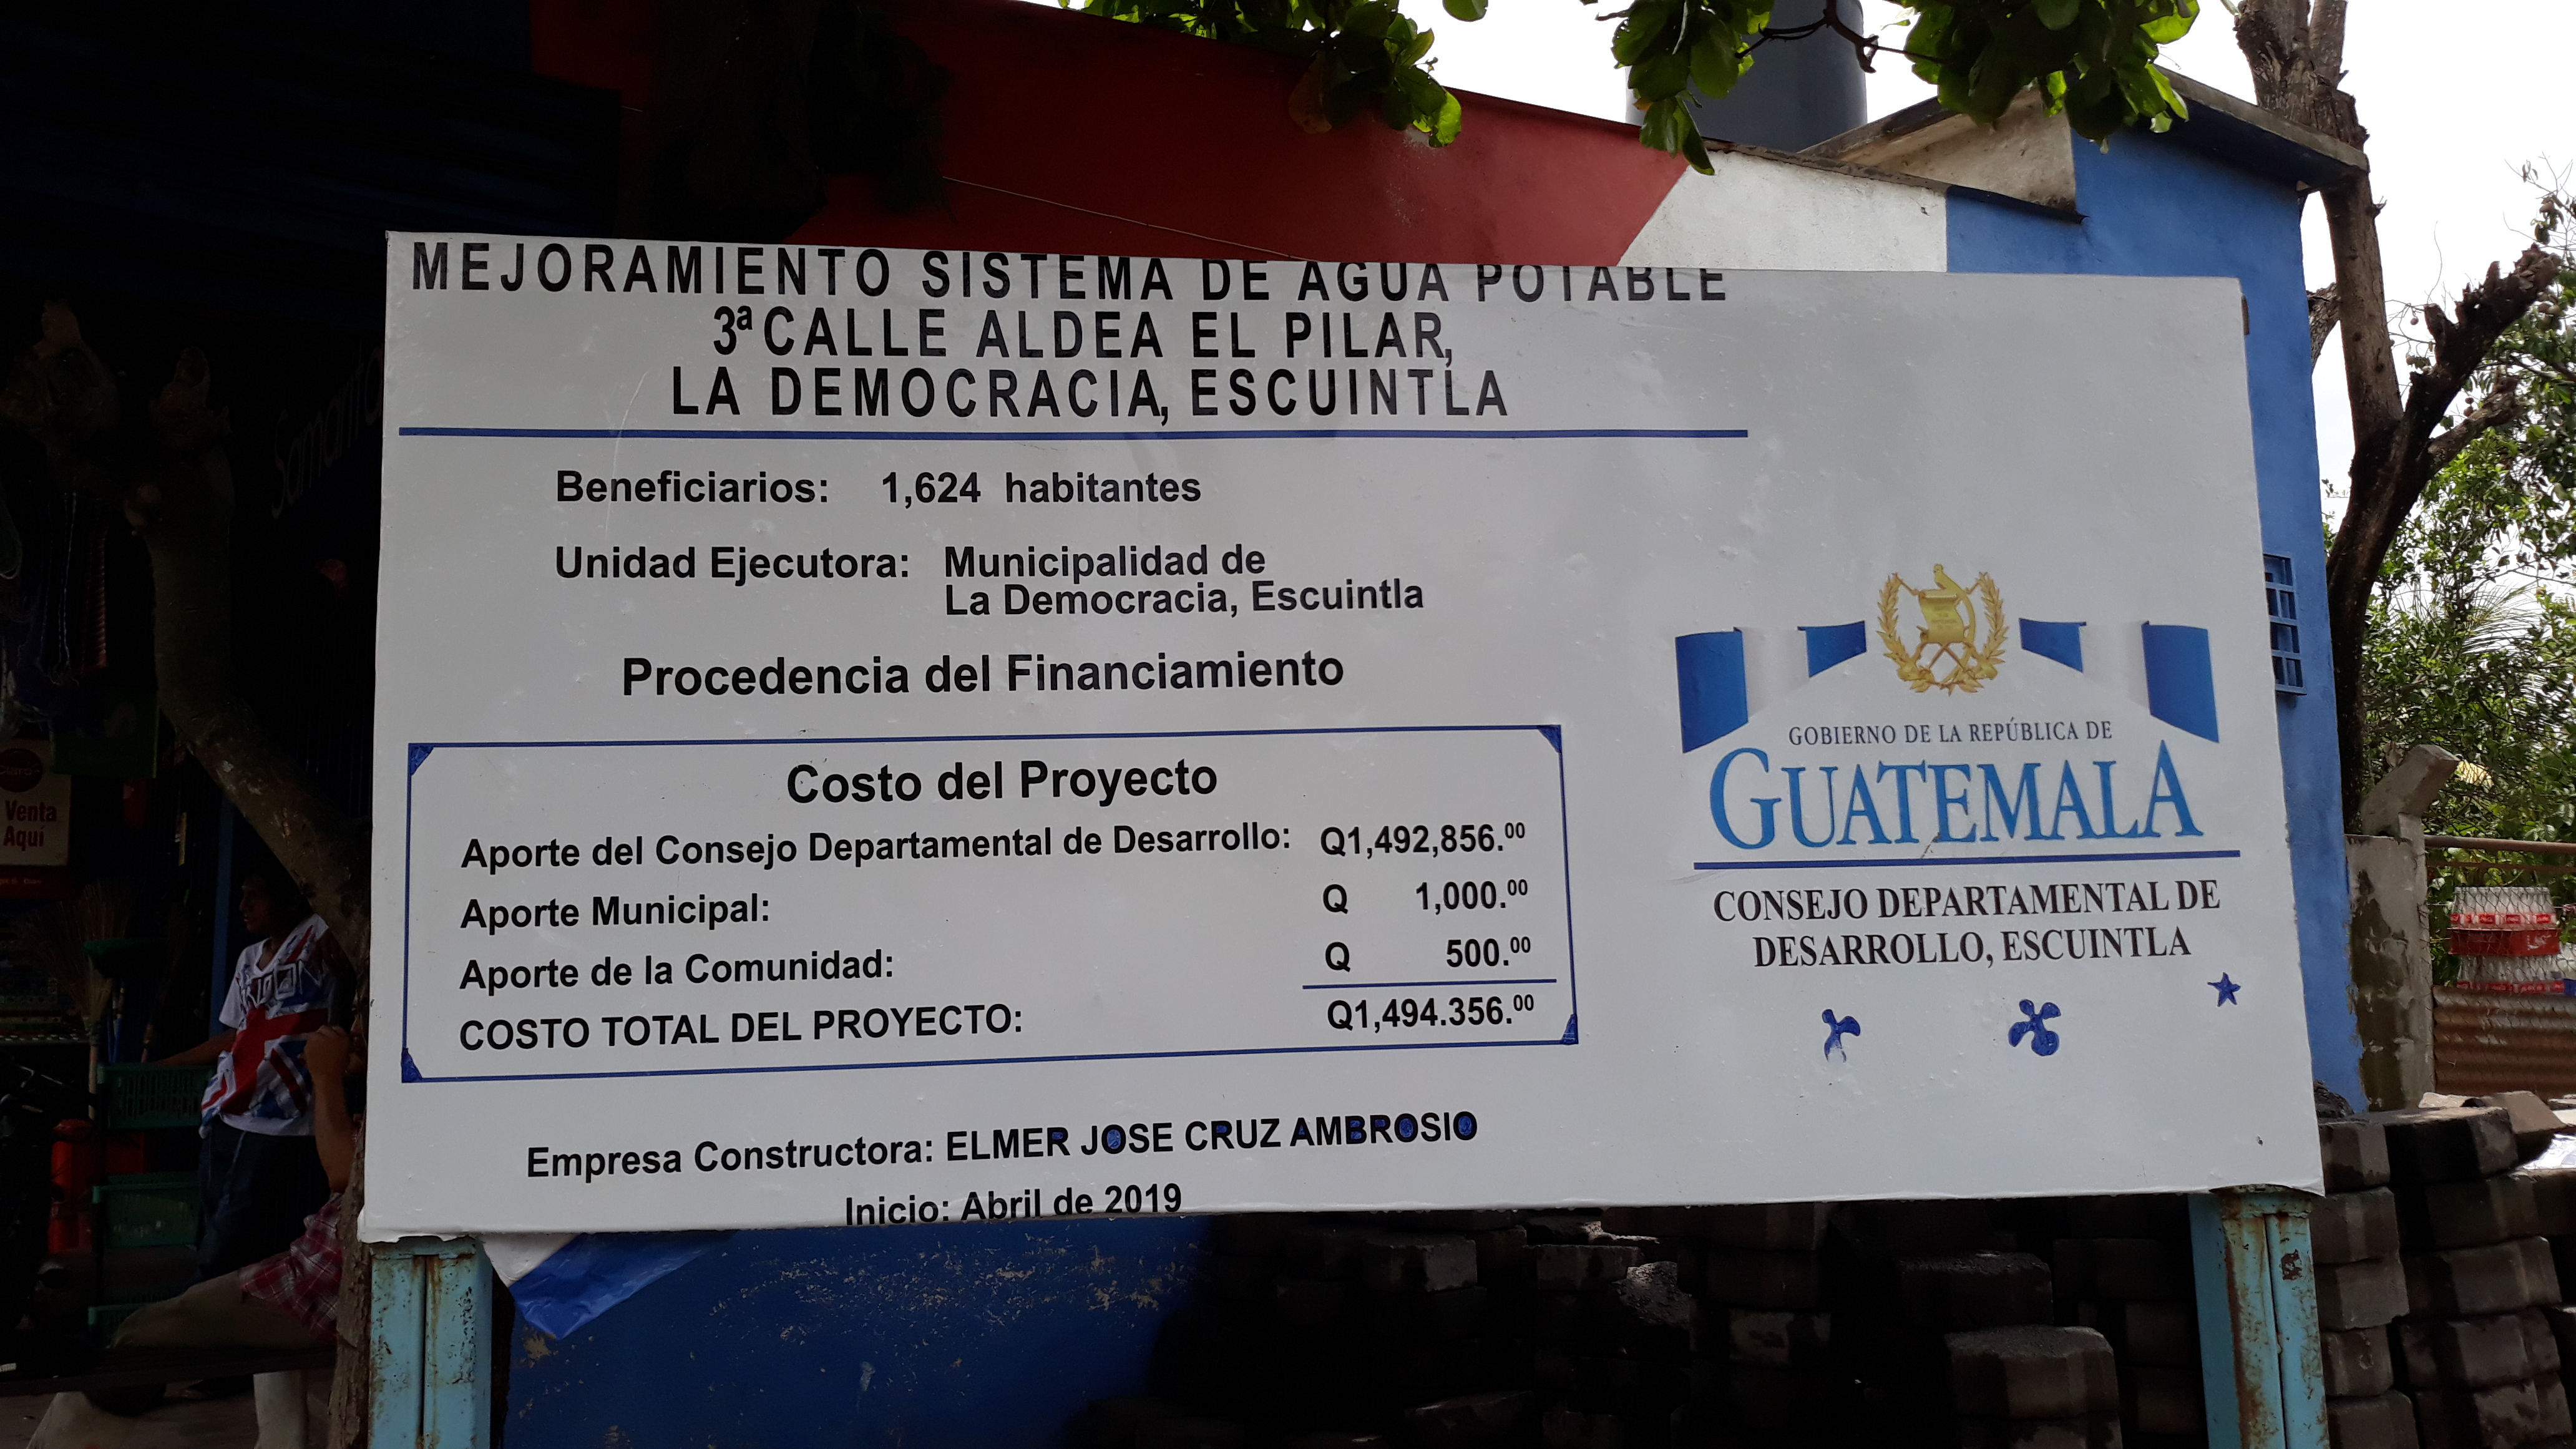 MEJORAMIENTO SISTEMA DE AGUA POTABLE
3ª CALLE ALDEA EL PILAR,
LA DEMOCRACIA, ESCUINTLA
Beneficiarios: 1,624 habitantes
Unidad Ejecutora: Municipalidad de
La Democracia, Escuintla
Procedencia del Financiamiento
Costo del Proyecto
Aporte del Consejo Departamental de Desarrollo: Q1,492,856.00
Aporte Municipal: Q 1,000.00
Aporte de la Comunidad: Q 500.00
COSTO TOTAL DEL PROYECTO: Q1,494.356.00
Empresa Constructora: ELMER JOSE CRUZ AMBROSIO
Inicio: Abril de 2019
GOBIERNO DE LA REPÚBLICA DE
GUATEMALA
CONSEJO DEPARTAMENTAL DE
DESARROLLO, ESCUINTLA
Claro
Venta
Aquí